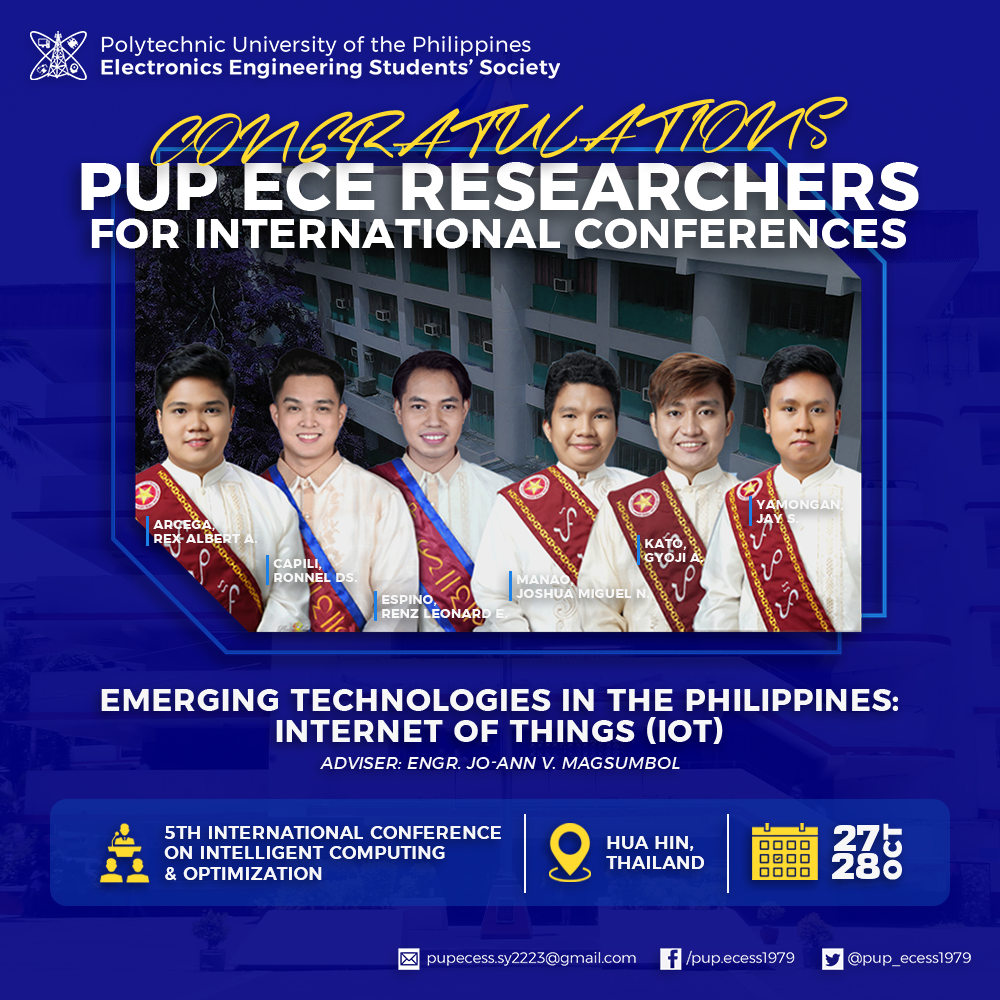 Polytechnic University of the Philippines
Electronics Engineering Students' Society
CONGRATULATIONS
PUP ECE RESEARCHERS
FOR INTERNATIONAL CONFERENCES
ARCEGA,
REX ALBERT A.
CAPILI,
RONNEL DS.
ESPINO,
RENZ LEONARD E.
MANAO,
JOSHUA MIGUEL N.
KATO,
GYOJI A.
YAMONGAN,
JAY S.
EMERGING TECHNOLOGIES IN THE PHILIPPINES:
INTERNET OF THINGS (IOT)
ADVISER: ENGR. JO-ANN V. MAGSUMBOL
5TH INTERNATIONAL CONFERENCE
ON INTELLIGENT COMPUTING
& OPTIMIZATION
HUA HIN,
THAILAND
27
28
OCT
pupecess.sy2223@gmail.com
/pup.ecess1979
@pup_ecess1979